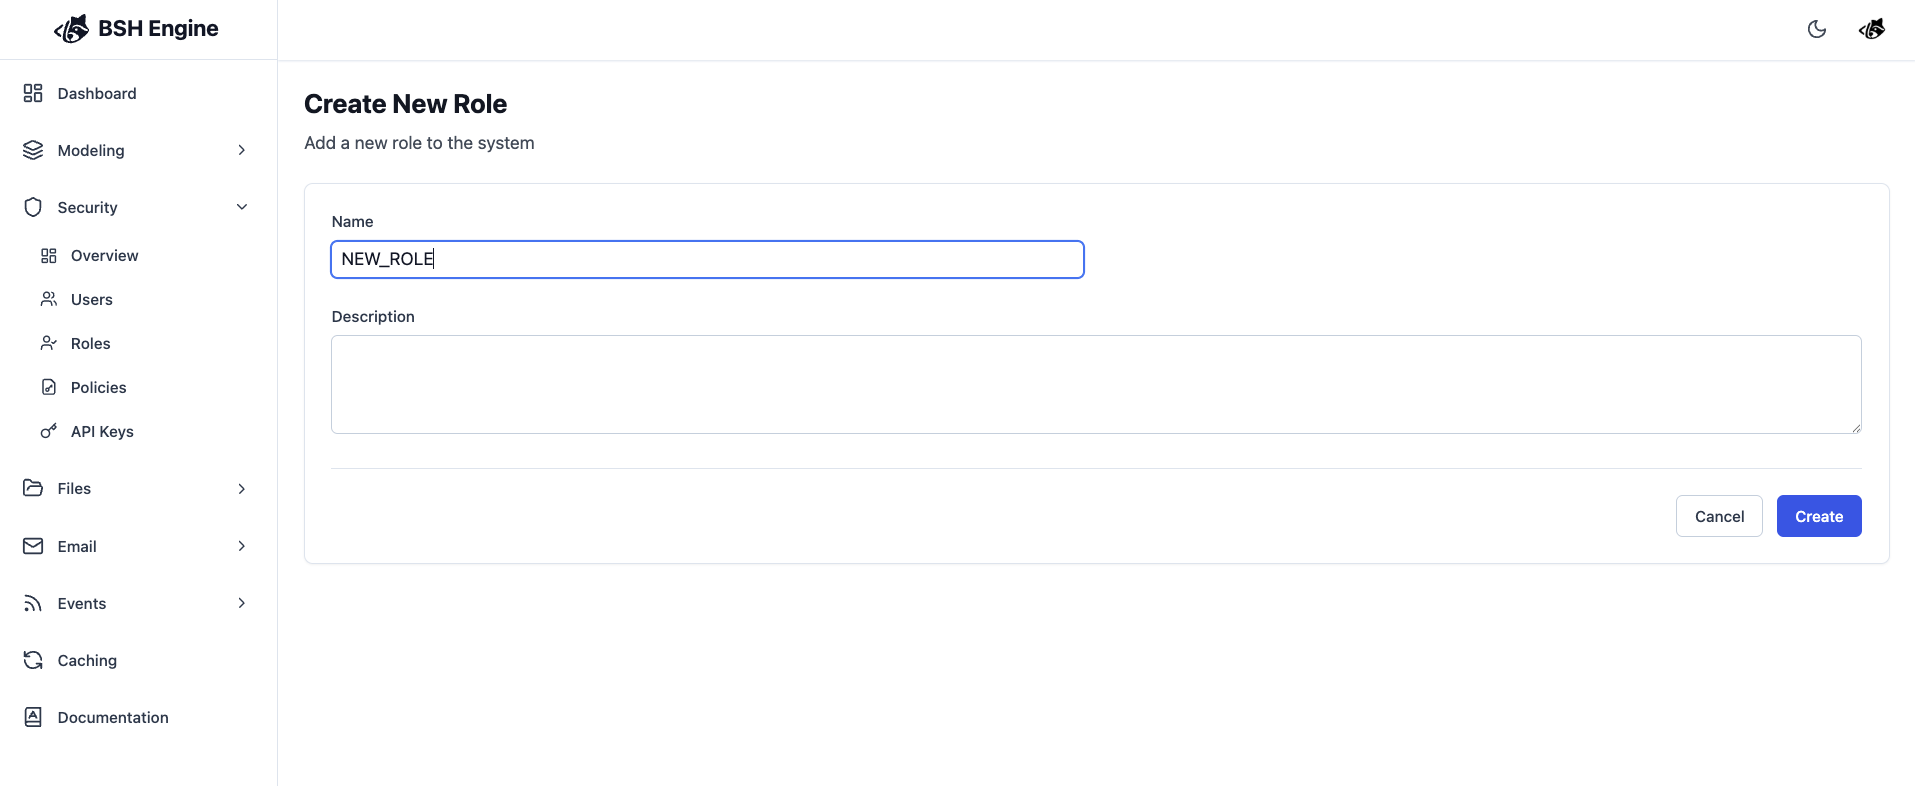 BSH Engine
Dashboard
Modeling
Security
Overview
Users
Roles
Policies
API Keys
Files
Email
Events
Caching
Documentation
Create New Role
Add a new role to the system
Name
NEW_ROLE
Description
Cancel
Create